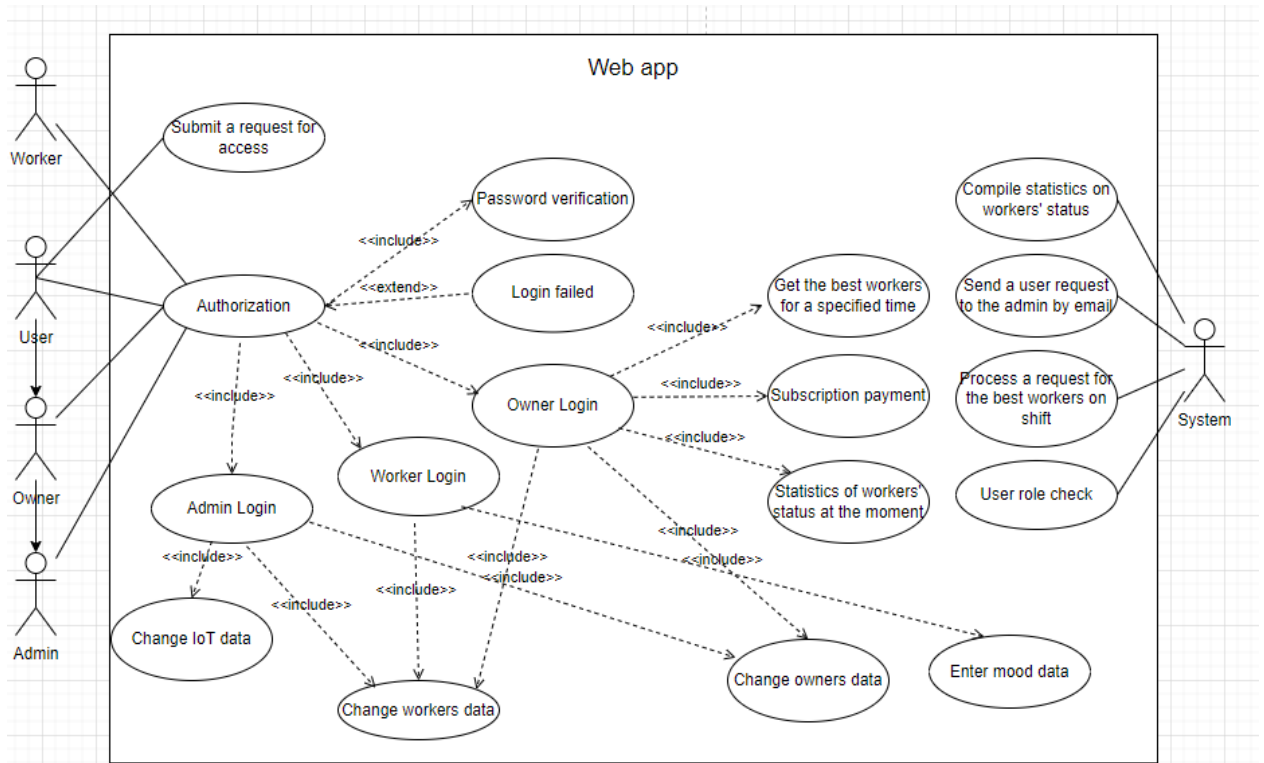 Web app
Worker
Submit a request for
access
Password verification
Compile statistics on
workers' status
<<include>>
User
Authorization
<<extend>>
Login failed
Get the best workers
for a specified time
Send a user request
to the admin by email
System
<<include>>
<<include>>
<<include>>
<<include>>
<<include>>
Owner Login
Subscription payment
Process a request for
the best workers on
shift
<<include>>
Owner
Admin Login
Worker Login
Statistics of workers'
status at the moment
User role check
<<include>>
<<include>>
<<include>>
<<include>>
<<include>>
<<include>>
<<include>>
Admin
Change IoT data
Change workers data
Change owners data
Enter mood data